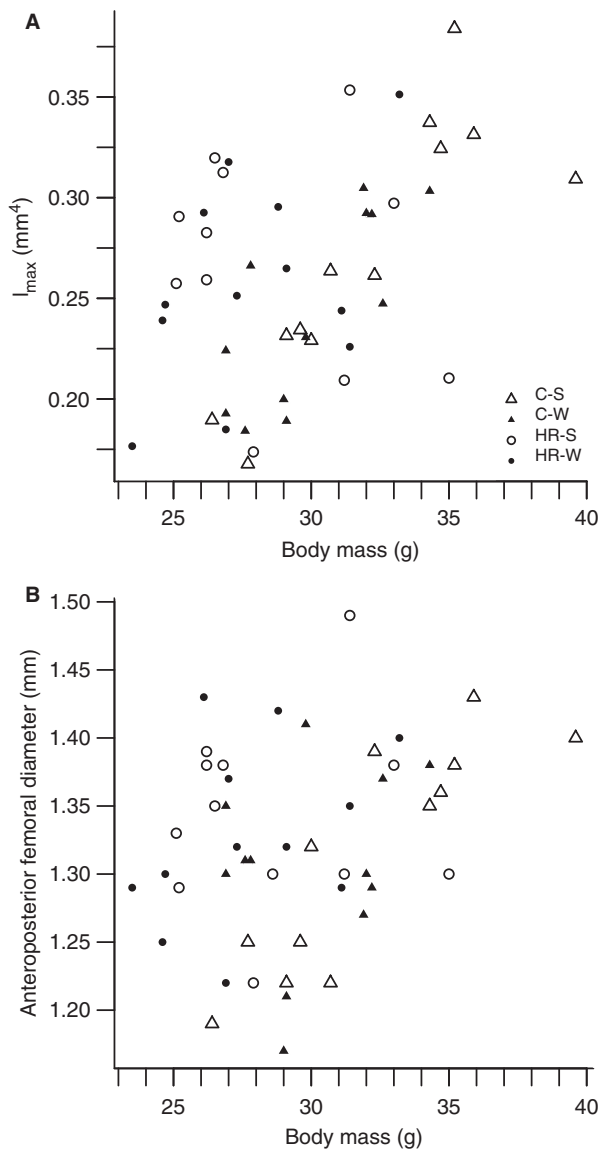 A
0.35
0.30
0.25
0.20
Imax (mm4)
C-S
C-W
HR-S
HR-W
25 30 35 40
Body mass (g)
B
1.50
1.45
1.40
1.35
1.30
1.25
1.20
Anteroposterior femoral diameter (mm)
25 30 35 40
Body mass (g)